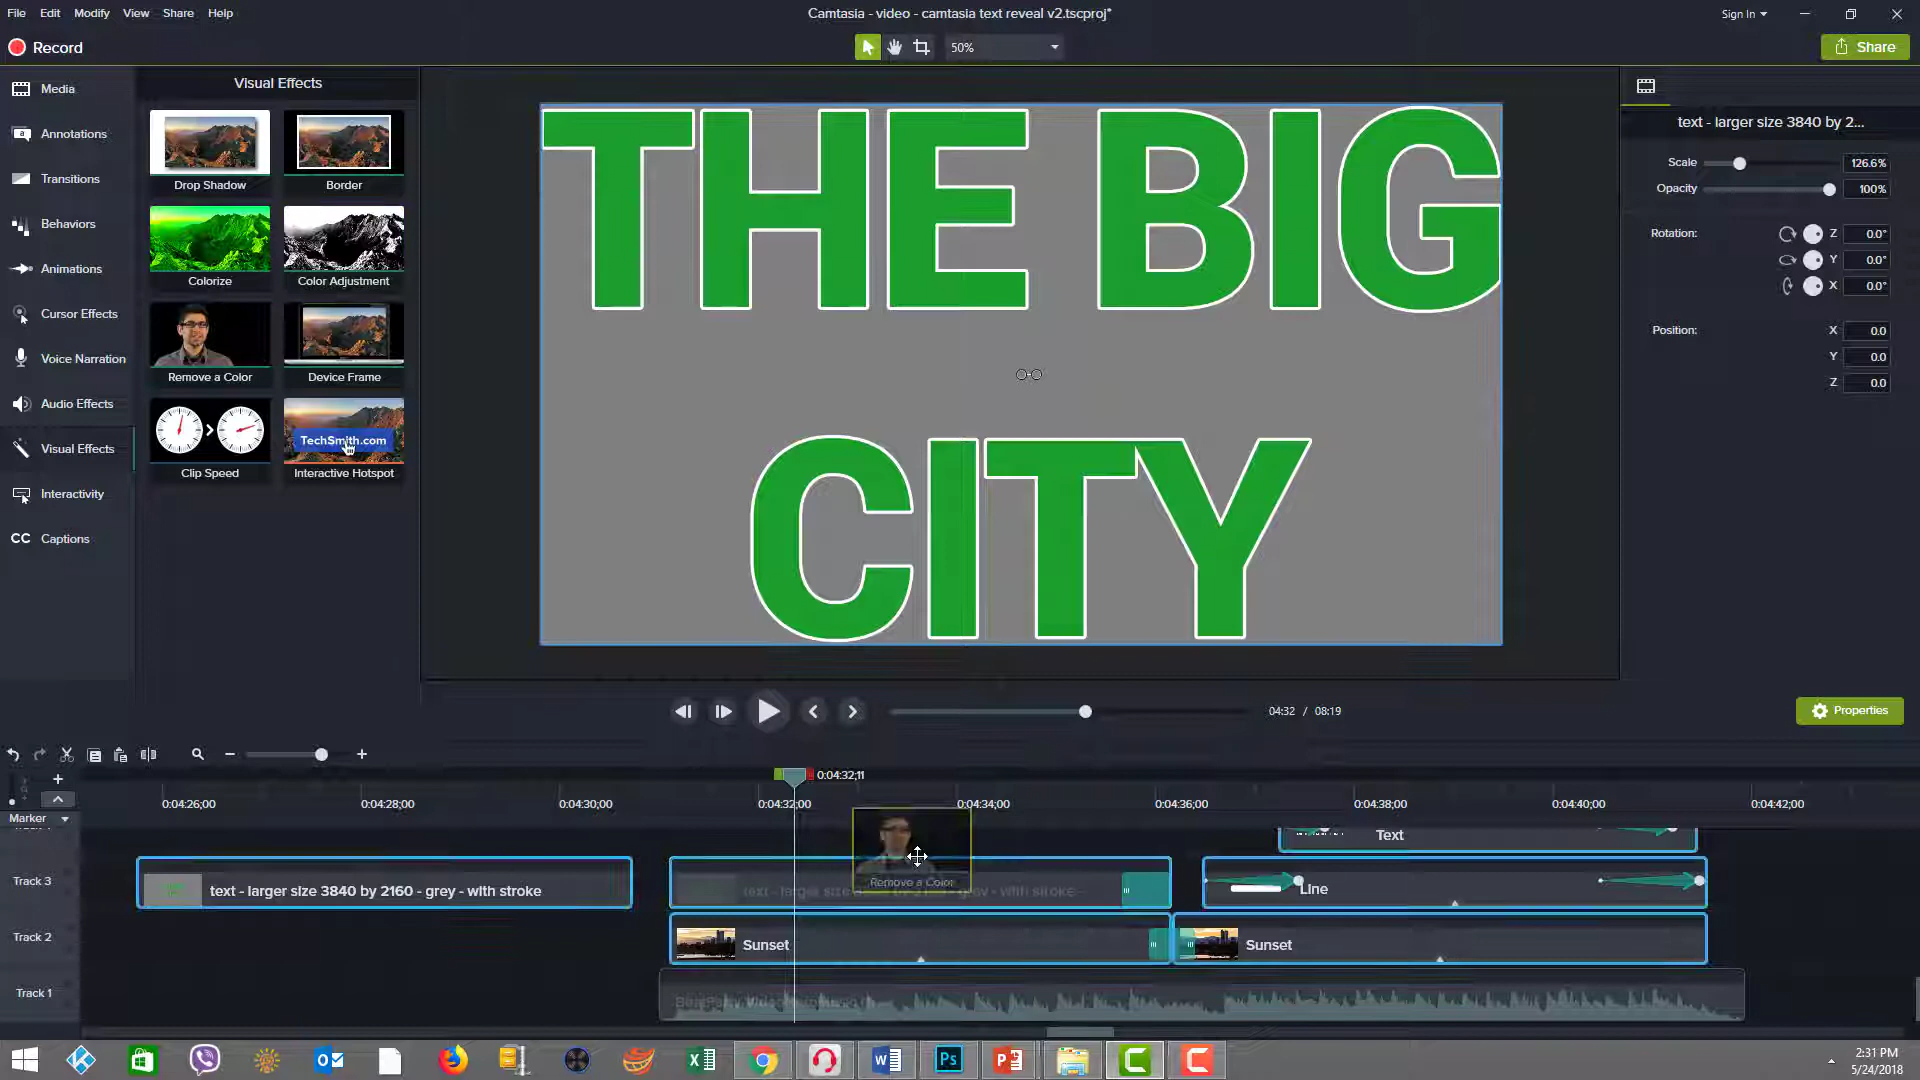 File Edit Modify View Share Help
Camtasia - video - camtasia text reveal v2.tscproj*
Sign In
Record
50%
Share
Media
Annotations
Transitions
Behaviors
Animations
Cursor Effects
Voice Narration
Audio Effects
Visual Effects
Interactivity
CC Captions
Visual Effects
Drop Shadow
Border
Colorize
Color Adjustment
Remove a Color
Device Frame
Clip Speed
TechSmith.com
Interactive Hotspot
THE BIG
CITY
text - larger size 3840 by 2...
Scale 126.6%
Opacity 100%
Rotation: Z 0.0°
Y 0.0°
X 0.0°
Position: X 0.0
Y 0.0
Z 0.0
04:32 / 08:19
Properties
0:04:32;11
0:04:26;00 0:04:28;00 0:04:30;00 0:04:32;00 0:04:34;00 0:04:36;00 0:04:38;00 0:04:40;00 0:04:42;00
Marker
Text
Remove a Color
Track 3
text - larger size 3840 by 2160 - grey - with stroke
Line
Track 2
Sunset
Sunset
Track 1
2:31 PM
5/24/2018